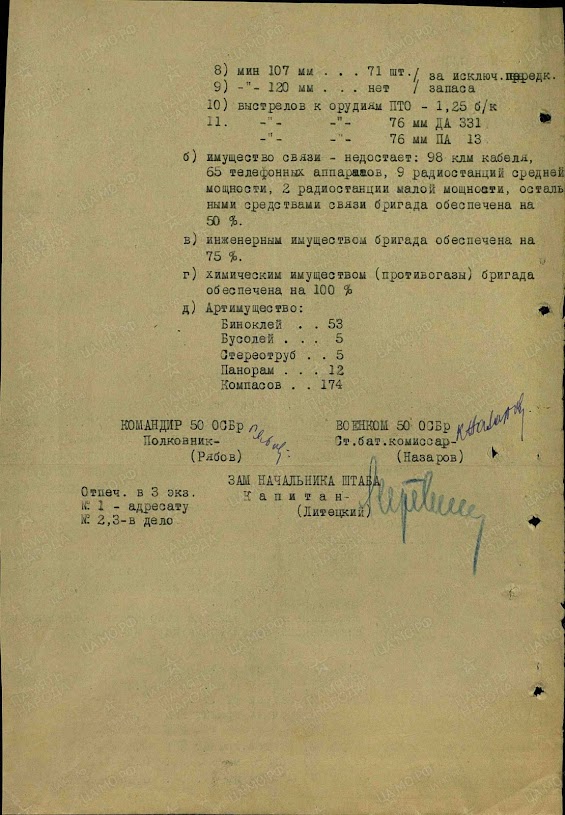 8) мин 107 мм . . . 71 шт./ за исключ. передк.
9) -"- 120 мм . . . нет / запаса
10) выстрелов к орудиям ПТО - 1,25 б/к
11. -"- -"- 76 мм ДА 331
-"- -"- 76 мм ПА 13
б) имущество связи - недостает: 98 клм кабеля,
65 телефонных аппаратов, 9 радиостанций средней
мощности, 2 радиостанции малой мощности, осталь
ными средствами связи бригада обеспечена на
50 %.
в) инженерным имуществом бригада обеспечена на
75 %.
г) химическим имуществом (противогазы) бригада
обеспечена на 100 %
д) Артимущество:
Биноклей . . 53
Бусолей . . . 5
Стереотруб . . 5
Панорам . . . 12
Компасов . . 174
КОМАНДИР 50 ОСБр
Полковник-
(Рябов)
ВОЕНКОМ 50 ОСБр
Ст.бат.комиссар-
(Назаров)
ЗАМ НАЧАЛЬНИКА ШТАБА
Капитан-
(Литецкий)
Отпеч. в 3 экз.
№ 1 - адресату
№ 2,3-в дело